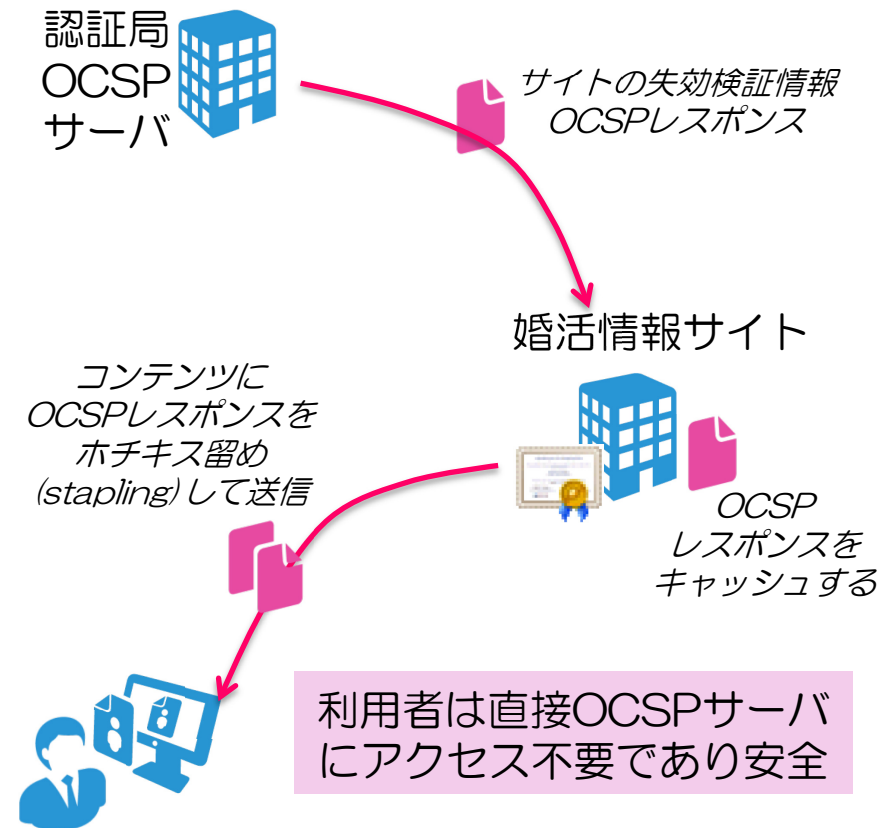 認証局
OCSP
サーバ
サイトの失効検証情報
OCSPレスポンス
婚活情報サイト
コンテンツに
OCSPレスポンスを
ホチキス留め
(stapling)して送信
OCSP
レスポンスを
キャッシュする
利用者は直接OCSPサーバ
にアクセス不要であり安全